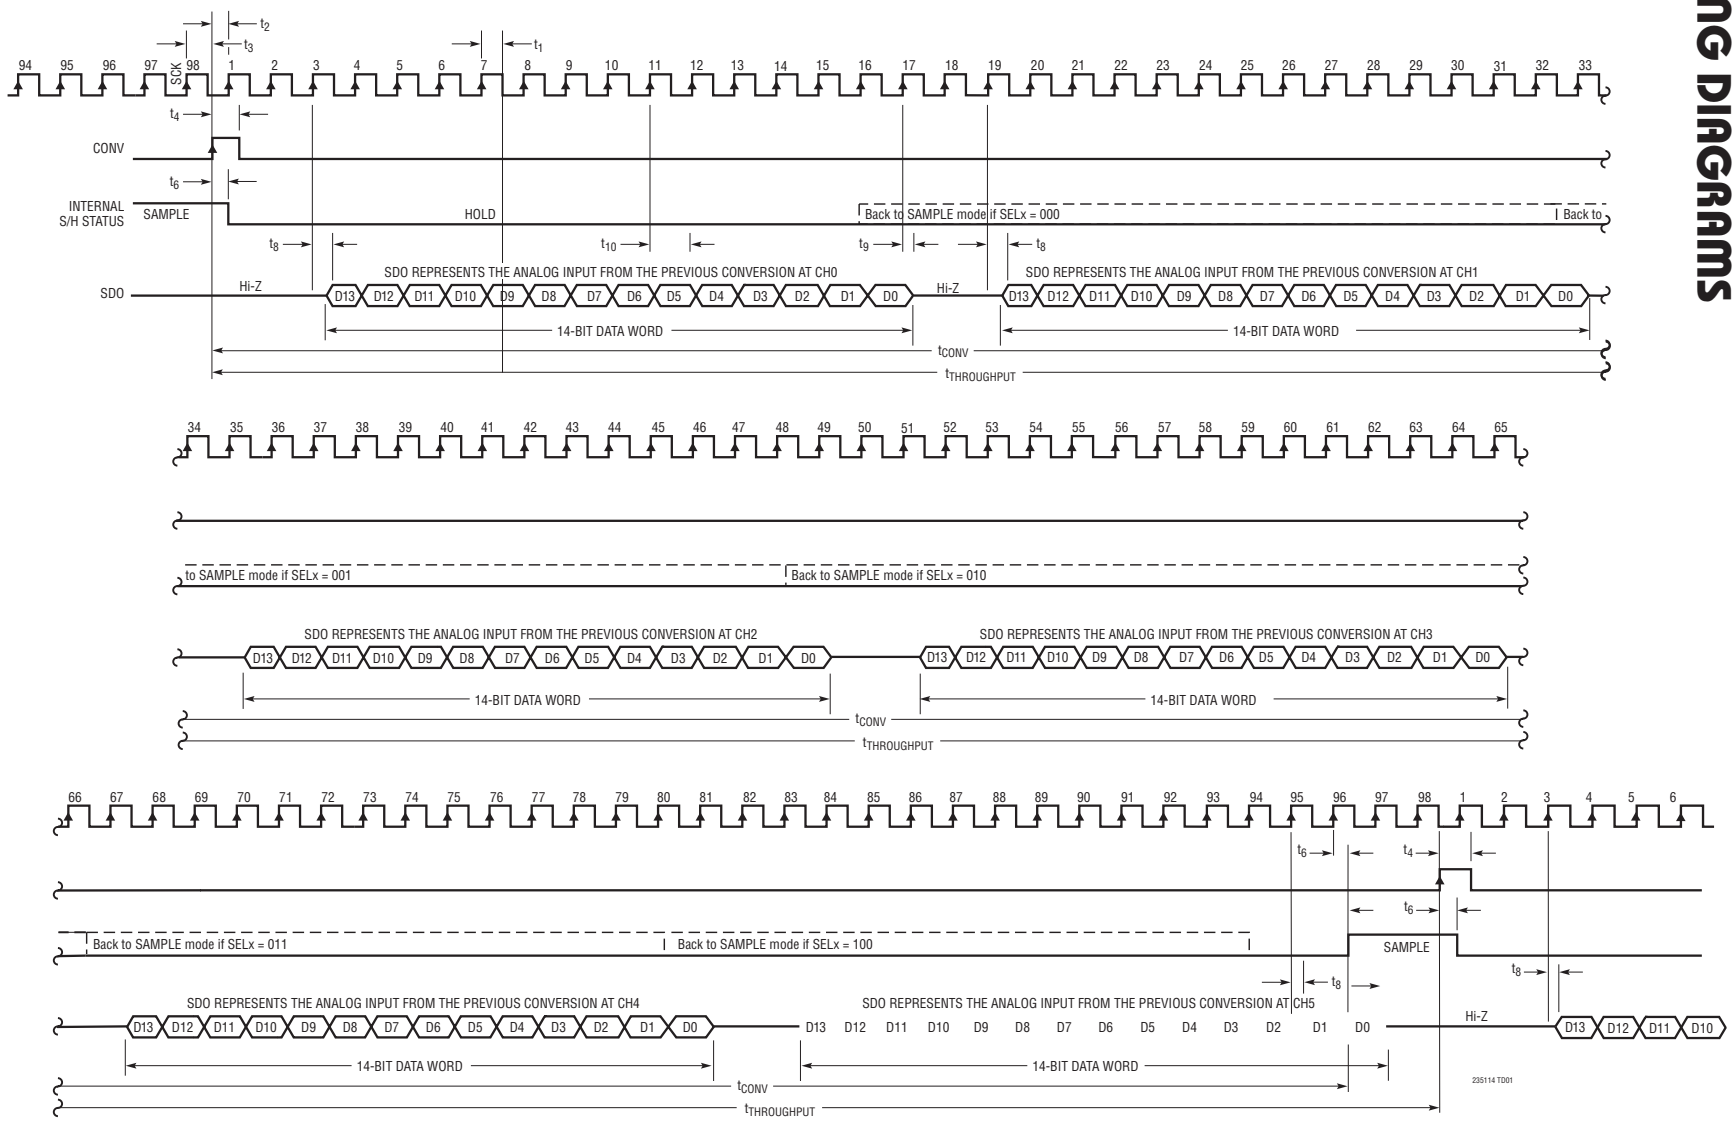 NG DIAGRAMS
t2
t3
t1
94 95 96 97 SCK 98 1 2 3 4 5 6 7 8 9 10 11 12 13 14 15 16 17 18 19 20 21 22 23 24 25 26 27 28 29 30 31 32 33
t4
CONV
t6
INTERNAL S/H STATUS
SAMPLE HOLD Back to SAMPLE mode if SELx = 000 Back to
t8 t10 t9 t8
SDO REPRESENTS THE ANALOG INPUT FROM THE PREVIOUS CONVERSION AT CH0 SDO REPRESENTS THE ANALOG INPUT FROM THE PREVIOUS CONVERSION AT CH1
SDO Hi-Z D13 D12 D11 D10 D9 D8 D7 D6 D5 D4 D3 D2 D1 D0 Hi-Z D13 D12 D11 D10 D9 D8 D7 D6 D5 D4 D3 D2 D1 D0
14-BIT DATA WORD 14-BIT DATA WORD
tCONV
tTHROUGHPUT
34 35 36 37 38 39 40 41 42 43 44 45 46 47 48 49 50 51 52 53 54 55 56 57 58 59 60 61 62 63 64 65
to SAMPLE mode if SELx = 001 Back to SAMPLE mode if SELx = 010
SDO REPRESENTS THE ANALOG INPUT FROM THE PREVIOUS CONVERSION AT CH2 SDO REPRESENTS THE ANALOG INPUT FROM THE PREVIOUS CONVERSION AT CH3
D13 D12 D11 D10 D9 D8 D7 D6 D5 D4 D3 D2 D1 D0 D13 D12 D11 D10 D9 D8 D7 D6 D5 D4 D3 D2 D1 D0
14-BIT DATA WORD 14-BIT DATA WORD
tCONV
tTHROUGHPUT
66 67 68 69 70 71 72 73 74 75 76 77 78 79 80 81 82 83 84 85 86 87 88 89 90 91 92 93 94 95 96 97 98 1 2 3 4 5 6
t6 t4
t6
Back to SAMPLE mode if SELx = 011 Back to SAMPLE mode if SELx = 100 SAMPLE
t8 t8
SDO REPRESENTS THE ANALOG INPUT FROM THE PREVIOUS CONVERSION AT CH4 SDO REPRESENTS THE ANALOG INPUT FROM THE PREVIOUS CONVERSION AT CH5
D13 D12 D11 D10 D9 D8 D7 D6 D5 D4 D3 D2 D1 D0 D13 D12 D11 D10 D9 D8 D7 D6 D5 D4 D3 D2 D1 D0 Hi-Z D13 D12 D11 D10
14-BIT DATA WORD 14-BIT DATA WORD
tCONV
235114 TD01
tTHROUGHPUT